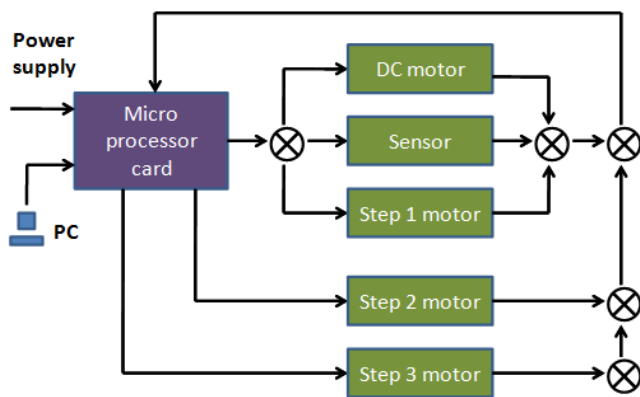 Power
supply
Micro
processor
card
PC
DC motor
Sensor
Step 1 motor
Step 2 motor
Step 3 motor